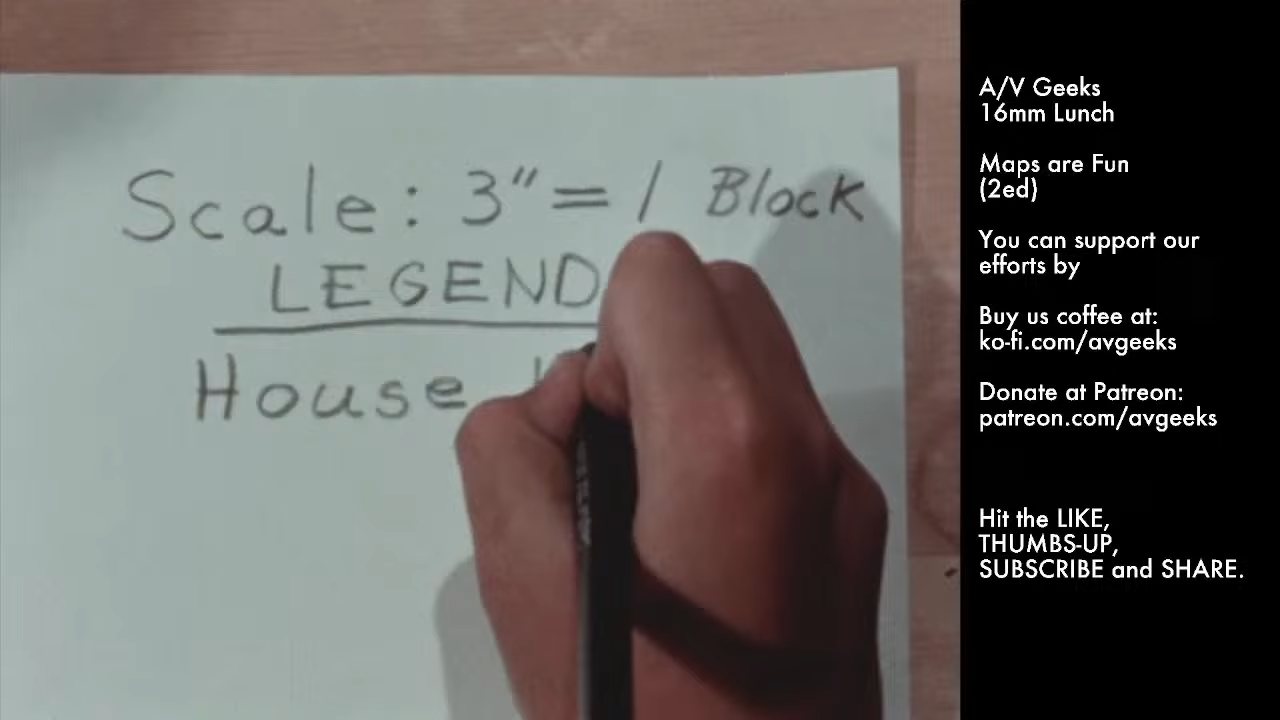 Scale: 3"= 1 Block
LEGEND
House
A/V Geeks
16mm Lunch
Maps are Fun
(2ed)
You can support our
efforts by
Buy us coffee at:
ko-fi.com/avgeeks
Donate at Patreon:
patreon.com/avgeeks
Hit the LIKE,
THUMBS-UP,
SUBSCRIBE and SHARE.